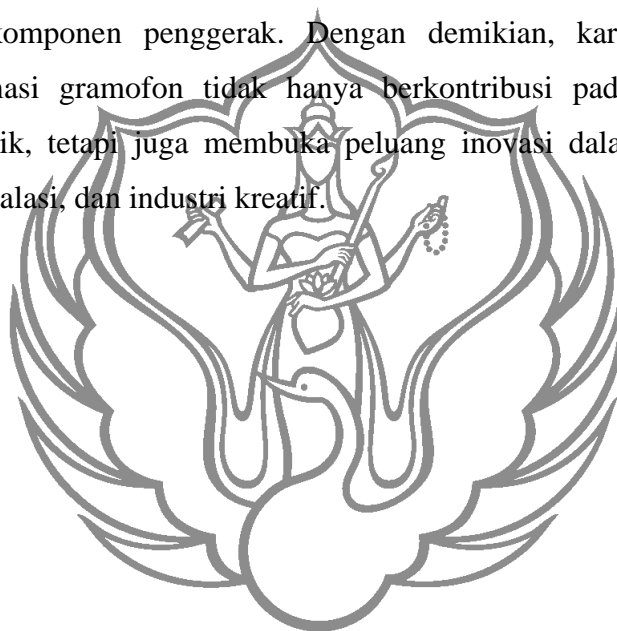 komponen penggerak. Dengan demikian, kar
nasi gramofon tidak hanya berkontribusi pad
ik, tetapi juga membuka peluang inovasi dala
alasi, dan industri kreatif.